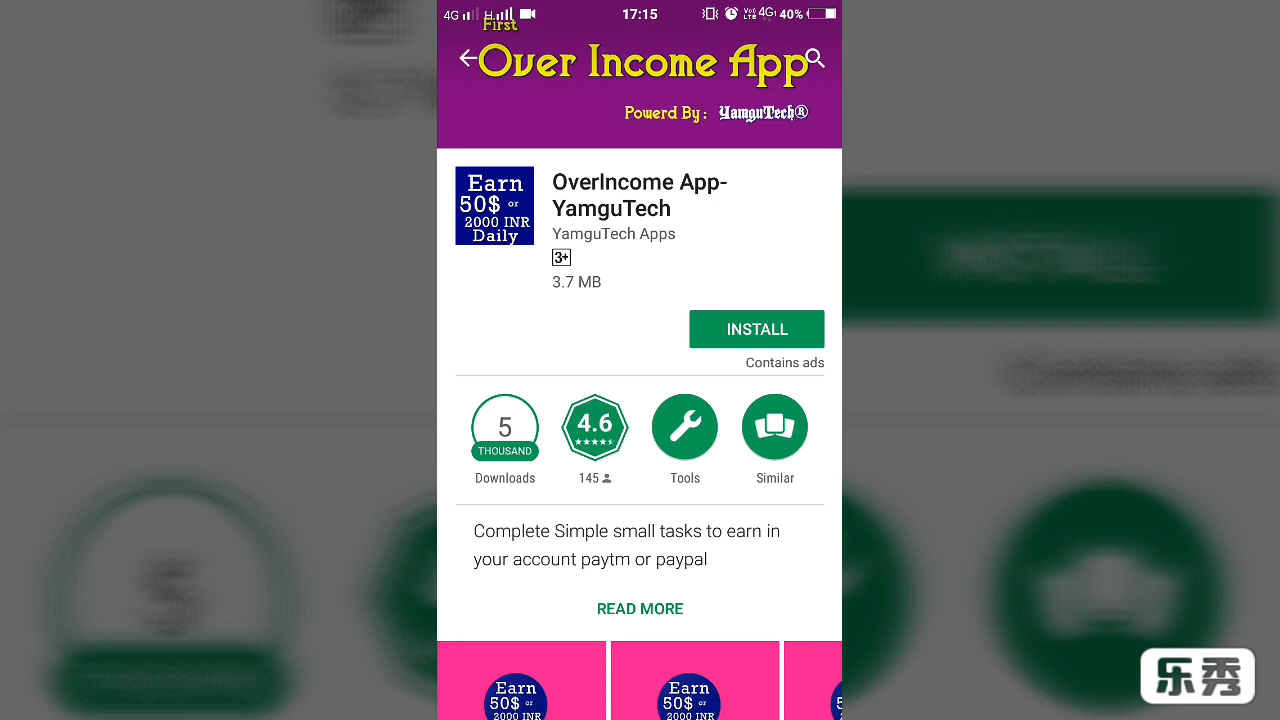 4G H 17:15 VoD LTE 4G 40%
First
Over Income App
Powerd By: YamguTech®
Earn
50$ or
2000 INR
Daily
OverIncome App-
YamguTech
YamguTech Apps
3+
3.7 MB
INSTALL
Contains ads
5
THOUSAND
4.6
Downloads
145
Tools
Similar
Complete Simple small tasks to earn in
your account paytm or paypal
READ MORE
Earn
50$ or
2000 INR
Earn
50$ or
2000 INR
乐秀